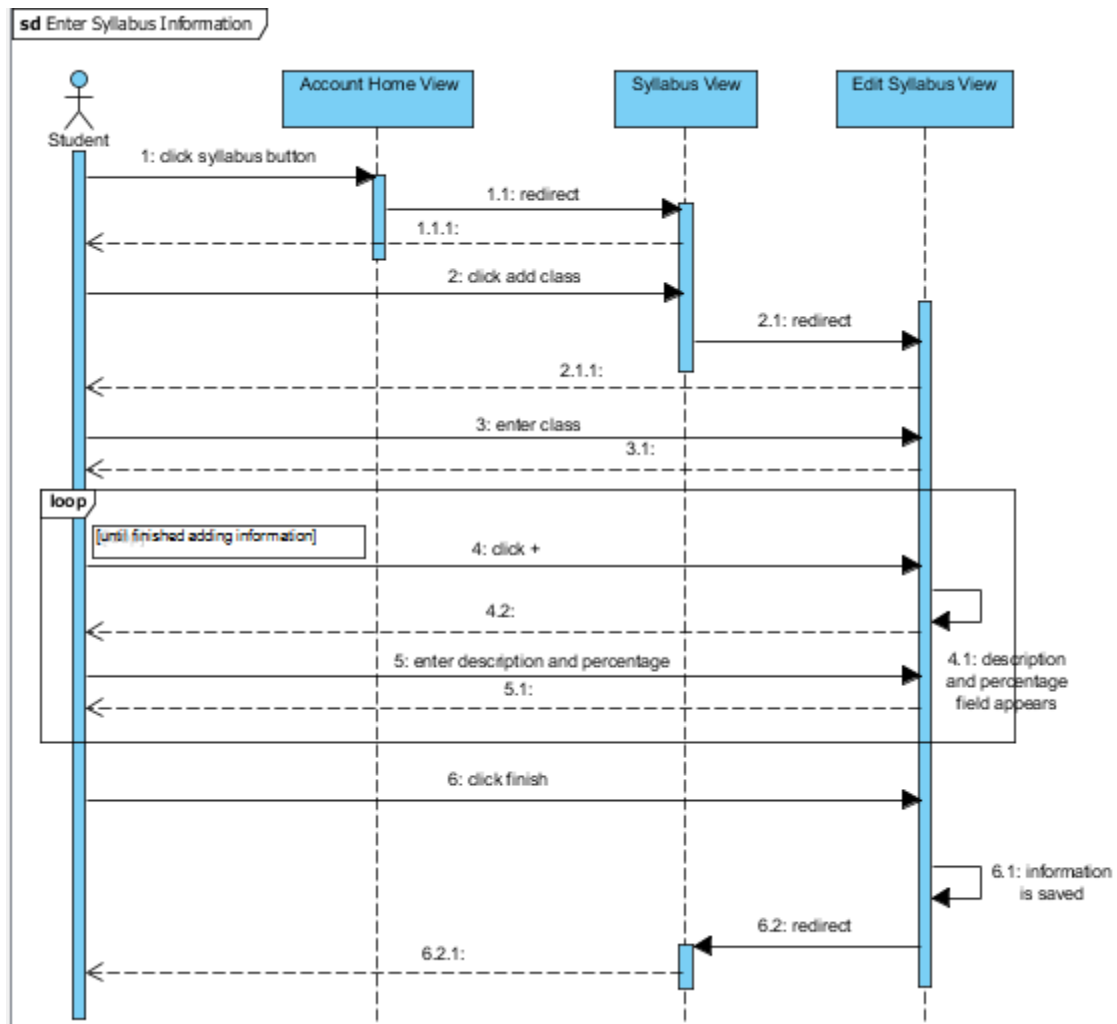 sd Enter Syllabus Information
Account Home View
Syllabus View
Edit Syllabus View
Student
1: click syllabus button
1.1: redirect
1.1.1:
2: click add class
2.1: redirect
2.1.1:
3: enter class
3.1:
loop
[until finished adding information]
4: click +
4.2:
5: enter description and percentage
4.1: description
and percentage
field appears
5.1:
6: click finish
6.1: information
is saved
6.2: redirect
6.2.1: